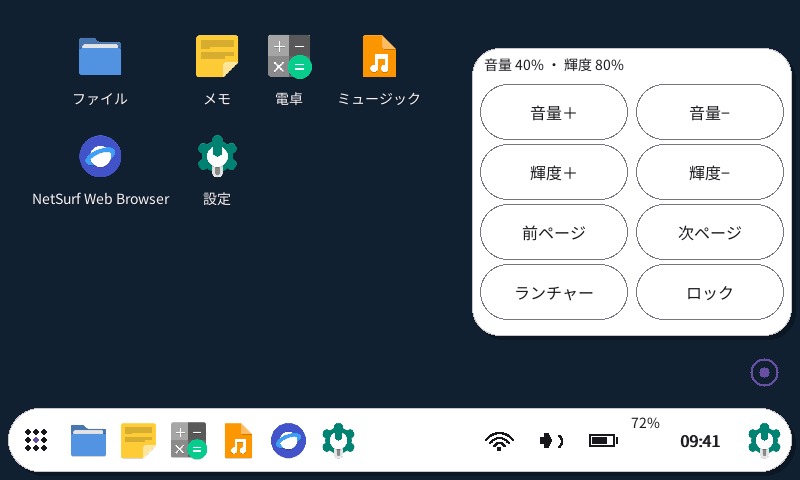 ファイル
メモ
電卓
ミュージック
NetSurf Web Browser
設定
音量 40% ・ 輝度 80%
音量＋
音量−
輝度＋
輝度−
前ページ
次ページ
ランチャー
ロック
72%
09:41